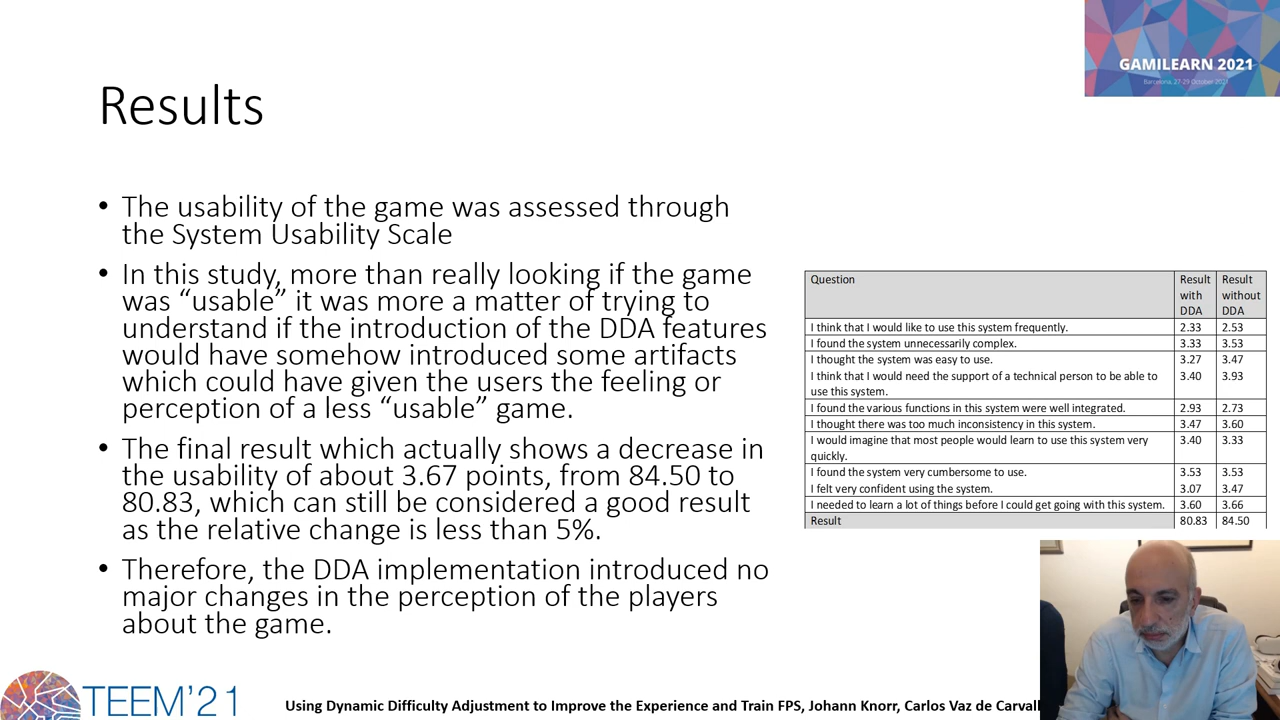 GAMILEARN 2021
Barcelona, 27-29 October 2021
Results
• The usability of the game was assessed through
the System Usability Scale
• In this study, more than really looking if the game
was “usable” it was more a matter of trying to
understand if the introduction of the DDA features
would have somehow introduced some artifacts
which could have given the users the feeling or
perception of a less “usable” game.
• The final result which actually shows a decrease in
the usability of about 3.67 points, from 84.50 to
80.83, which can still be considered a good result
as the relative change is less than 5%.
• Therefore, the DDA implementation introduced no
major changes in the perception of the players
about the game.
Question Result with DDA Result without DDA
I think that I would like to use this system frequently. 2.33 2.53
I found the system unnecessarily complex. 3.33 3.53
I thought the system was easy to use. 3.27 3.47
I think that I would need the support of a technical person to be able to 3.40 3.93
use this system.
I found the various functions in this system were well integrated. 2.93 2.73
I thought there was too much inconsistency in this system. 3.47 3.60
I would imagine that most people would learn to use this system very 3.40 3.33
quickly.
I found the system very cumbersome to use. 3.53 3.53
I felt very confident using the system. 3.07 3.47
I needed to learn a lot of things before I could get going with this system. 3.60 3.66
Result 80.83 84.50
TEEM'21
Using Dynamic Difficulty Adjustment to Improve the Experience and Train FPS, Johann Knorr, Carlos Vaz de Carval